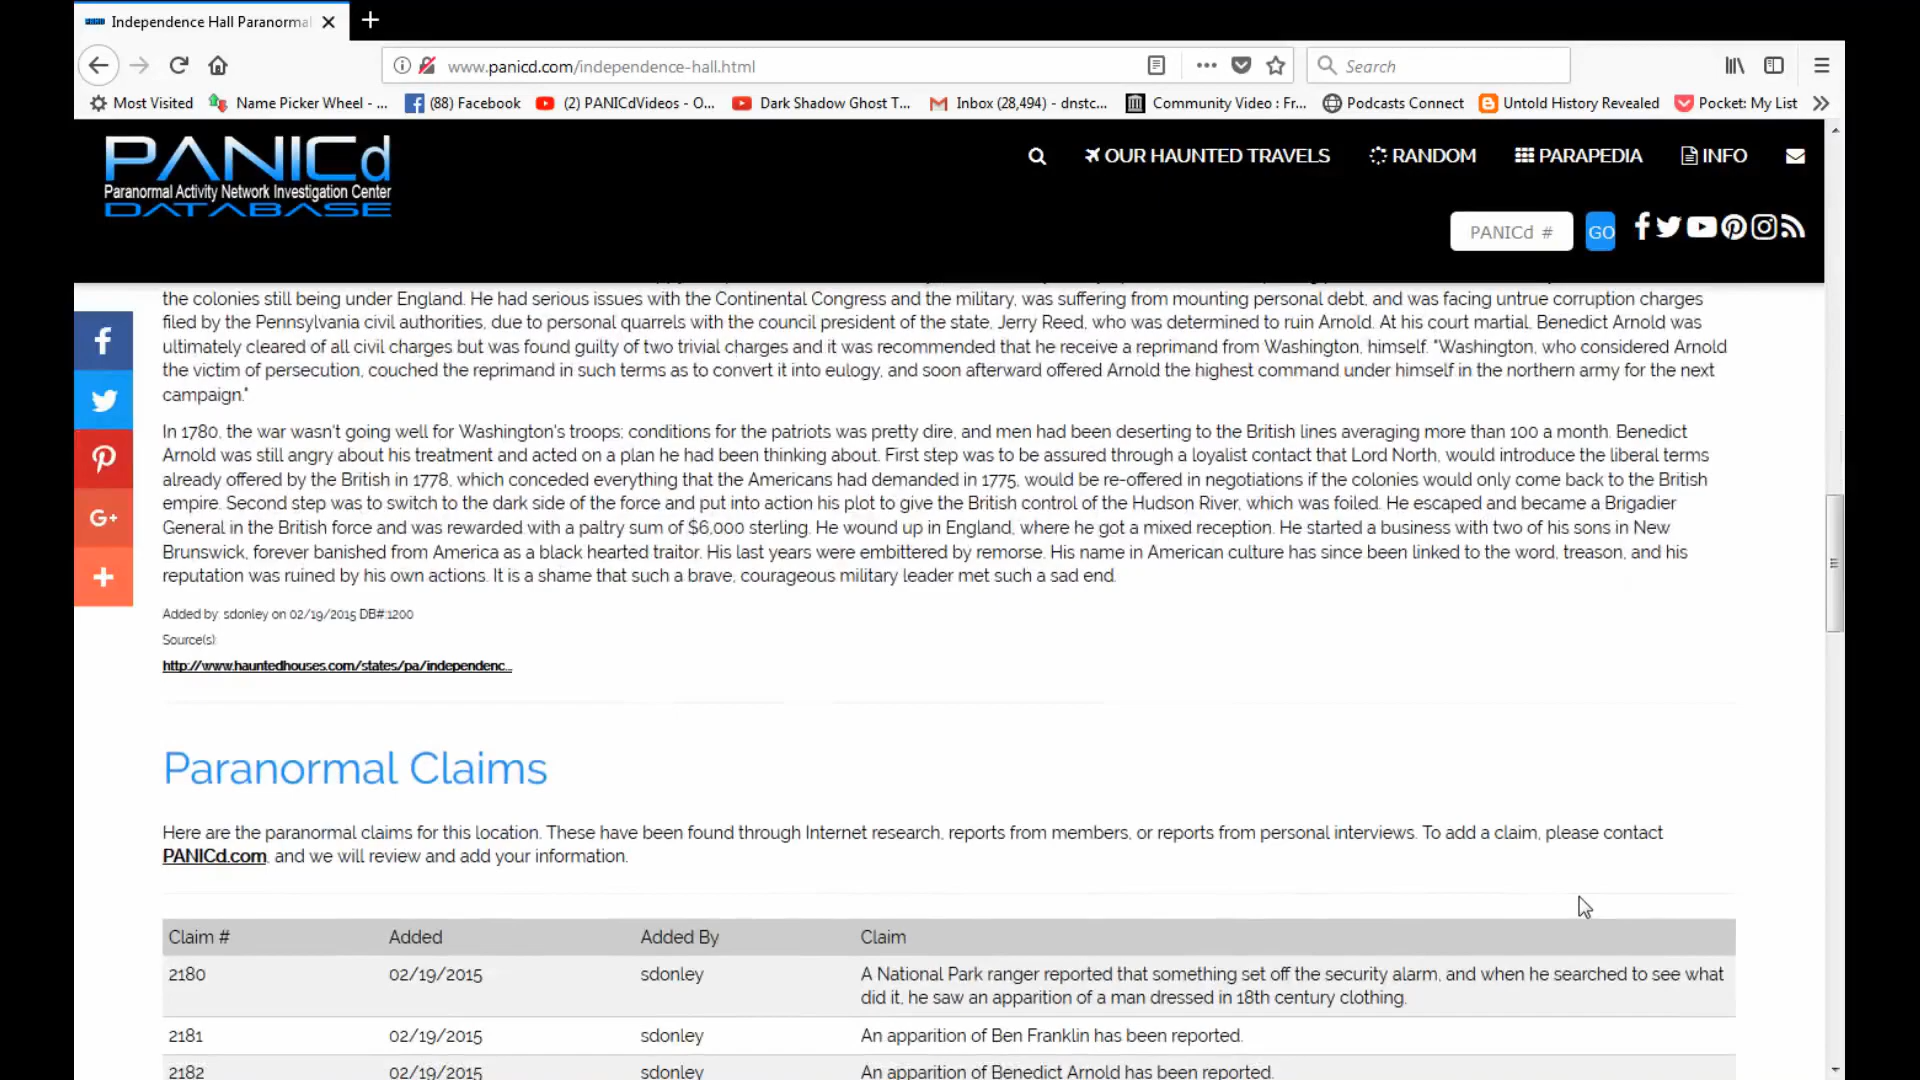 Independence Hall Paranormal
www.panicd.com/independence-hall.html
Search
Most Visited
Name Picker Wheel - ...
(88) Facebook
(2) PANICdVideos - O...
Dark Shadow Ghost T...
Inbox (28,494) - dnstc...
Community Video : Fr...
Podcasts Connect
Untold History Revealed
Pocket: My List
PANICd
Paranormal Activity Network Investigation Center
DATABASE
OUR HAUNTED TRAVELS
RANDOM
PARAPEDIA
INFO
PANICd #
GO
the colonies still being under England. He had serious issues with the Continental Congress and the military, was suffering from mounting personal debt, and was facing untrue corruption charges
filed by the Pennsylvania civil authorities, due to personal quarrels with the council president of the state, Jerry Reed, who was determined to ruin Arnold. At his court martial, Benedict Arnold was
ultimately cleared of all civil charges but was found guilty of two trivial charges and it was recommended that he receive a reprimand from Washington, himself. "Washington, who considered Arnold
the victim of persecution, couched the reprimand in such terms as to convert it into eulogy, and soon afterward offered Arnold the highest command under himself in the northern army for the next
campaign."
In 1780, the war wasn't going well for Washington's troops; conditions for the patriots was pretty dire, and men had been deserting to the British lines averaging more than 100 a month. Benedict
Arnold was still angry about his treatment and acted on a plan he had been thinking about. First step was to be assured through a loyalist contact that Lord North, would introduce the liberal terms
already offered by the British in 1778, which conceded everything that the Americans had demanded in 1775, would be re-offered in negotiations if the colonies would only come back to the British
empire. Second step was to switch to the dark side of the force and put into action his plot to give the British control of the Hudson River, which was foiled. He escaped and became a Brigadier
General in the British force and was rewarded with a paltry sum of $6,000 sterling. He wound up in England, where he got a mixed reception. He started a business with two of his sons in New
Brunswick, forever banished from America as a black hearted traitor. His last years were embittered by remorse. His name in American culture has since been linked to the word, treason, and his
reputation was ruined by his own actions. It is a shame that such a brave, courageous military leader met such a sad end.
Added by: sdonley on 02/19/2015 DB#:1200
Source(s):
http://www.hauntedhouses.com/states/pa/independenc...
G+
Paranormal Claims
Here are the paranormal claims for this location. These have been found through Internet research, reports from members, or reports from personal interviews. To add a claim, please contact
PANICd.com, and we will review and add your information.
Claim # Added Added By Claim
2180 02/19/2015 sdonley A National Park ranger reported that something set off the security alarm, and when he searched to see what
did it, he saw an apparition of a man dressed in 18th century clothing.
2181 02/19/2015 sdonley An apparition of Ben Franklin has been reported.
2182 02/19/2015 sdonley An apparition of Benedict Arnold has been reported.